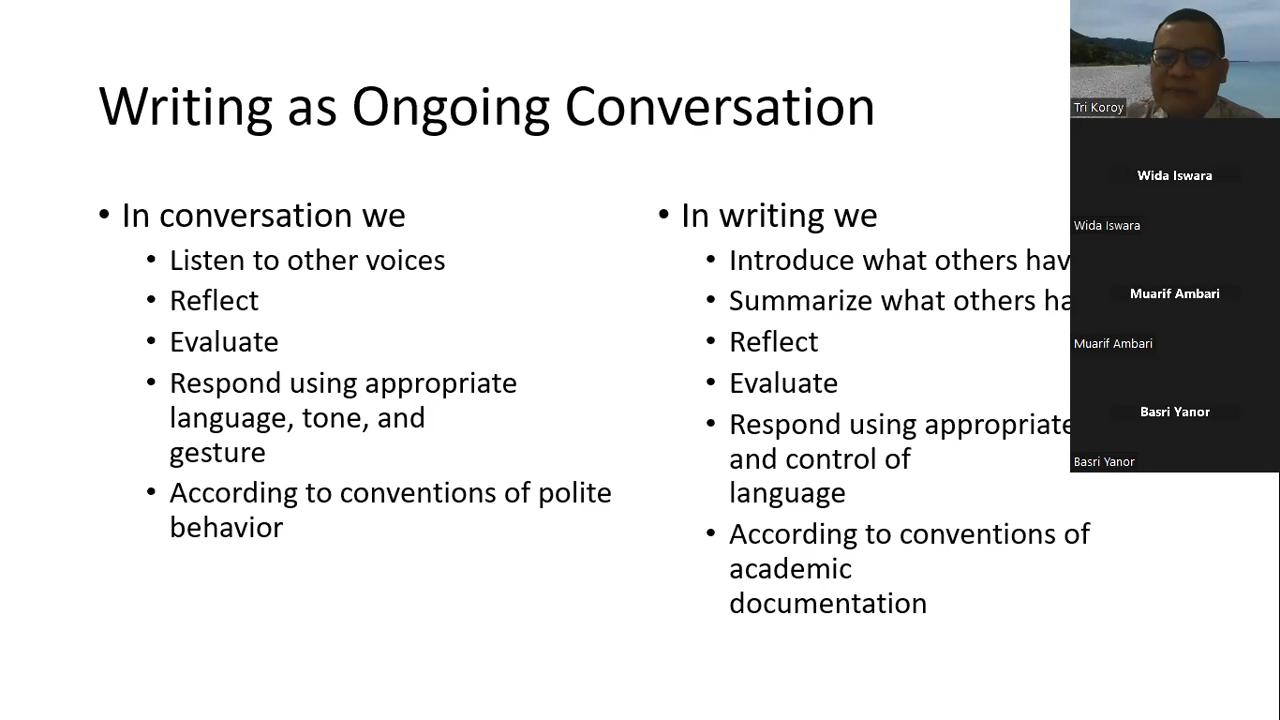 Writing as Ongoing Conversation
• In conversation we
• Listen to other voices
• Reflect
• Evaluate
• Respond using appropriate
language, tone, and
gesture
• According to conventions of polite
behavior
• In writing we
• Introduce what others
• Summarize what others
• Reflect
• Evaluate
• Respond using appropriate
and control of
language
• According to conventions of
academic
documentation
Tri Koroy
Wida Iswara
Wida Iswara
Muarif Ambari
Muarif Ambari
Basri Yanor
Basri Yanor